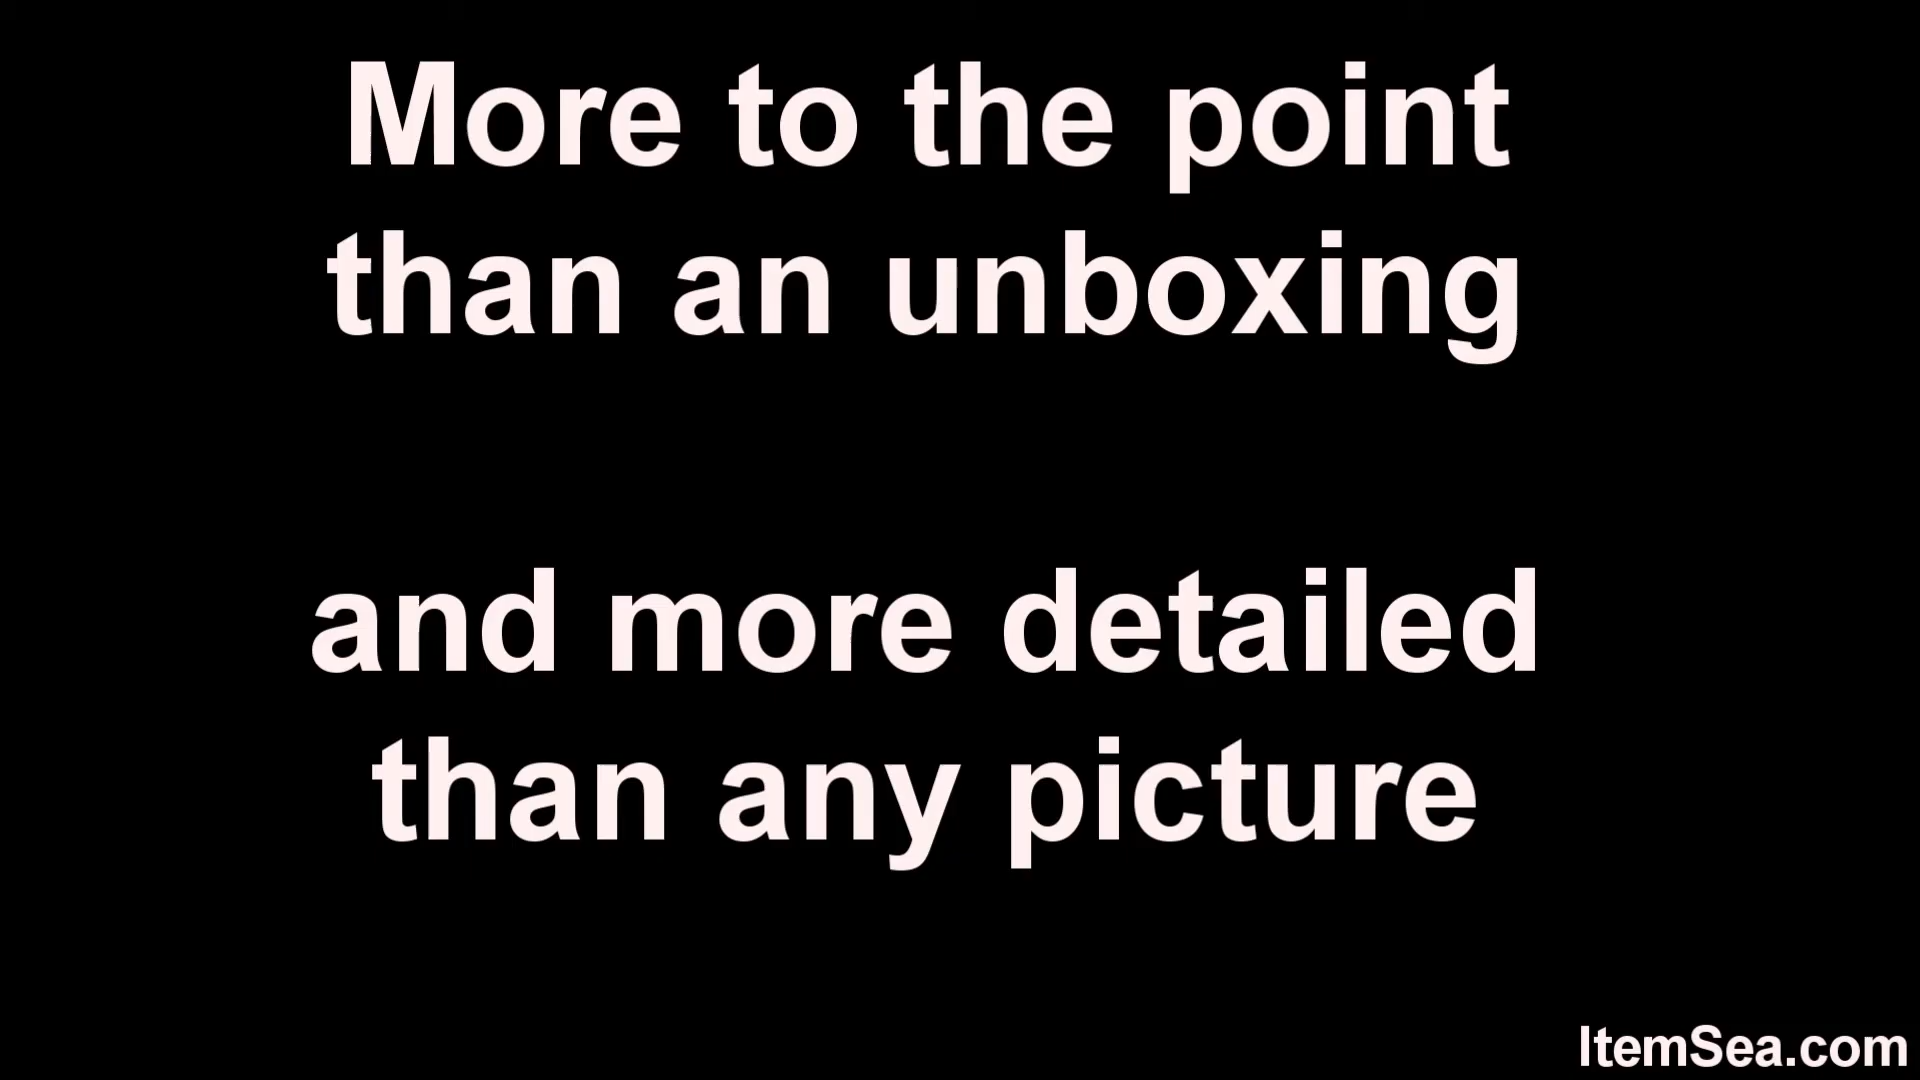 More to the point
than an unboxing
and more detailed
than any picture
ItemSea.com